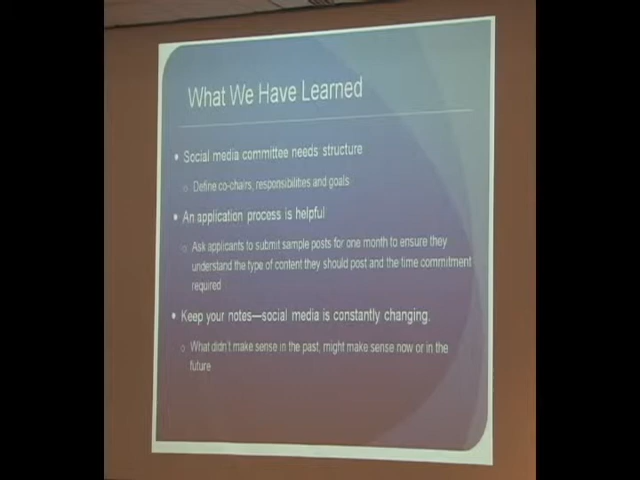 What We Have Learned
• Social media committee needs structure
o Define co-chairs, responsibilities and goals
• An application process is helpful
o Ask applicants to submit sample posts for one month to ensure they
understand the type of content they should post and the time commitment
required
• Keep your notes—social media is constantly changing.
o What didn't make sense in the past, might make sense now or in the
future